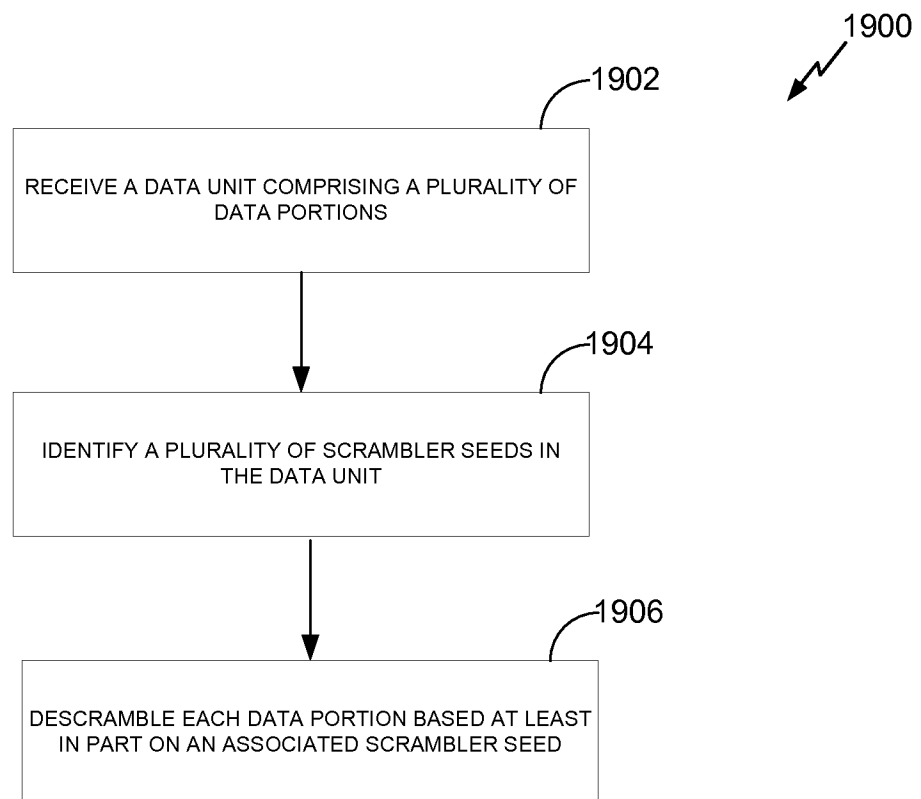 1900
1902
RECEIVE A DATA UNIT COMPRISING A PLURALITY OF
DATA PORTIONS
1904
IDENTIFY A PLURALITY OF SCRAMBLER SEEDS IN
THE DATA UNIT
1906
DESCRAMBLE EACH DATA PORTION BASED AT LEAST
IN PART ON AN ASSOCIATED SCRAMBLER SEED